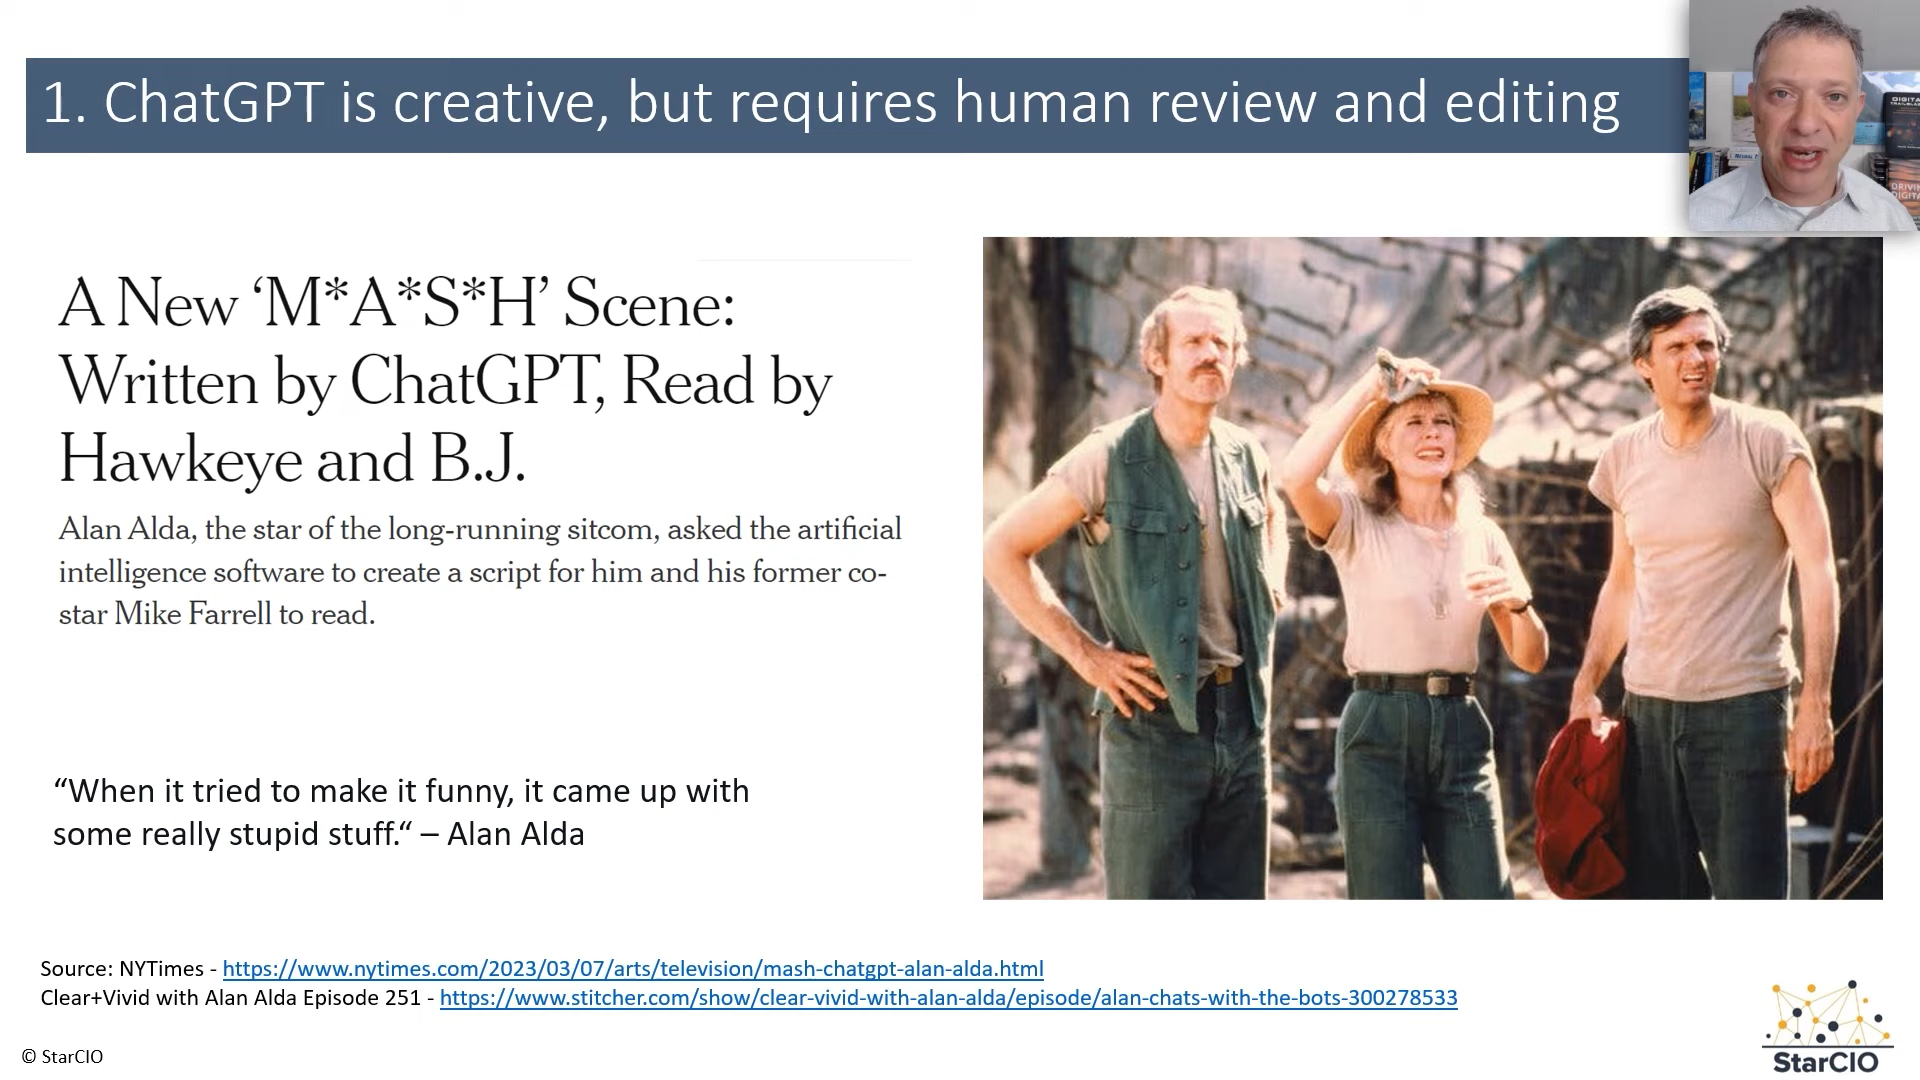 1. ChatGPT is creative, but requires human review and editing
A New ‘M*A*S*H’ Scene:
Written by ChatGPT, Read by
Hawkeye and B.J.
Alan Alda, the star of the long-running sitcom, asked the artificial
intelligence software to create a script for him and his former co-
star Mike Farrell to read.
“When it tried to make it funny, it came up with
some really stupid stuff.“ – Alan Alda
Source: NYTimes - https://www.nytimes.com/2023/03/07/arts/television/mash-chatgpt-alan-alda.html
Clear+Vivid with Alan Alda Episode 251 - https://www.stitcher.com/show/clear-vivid-with-alan-alda/episode/alan-chats-with-the-bots-300278533
© StarCIO
StarCIO
DIGITA
DRIVIN
DIGITA